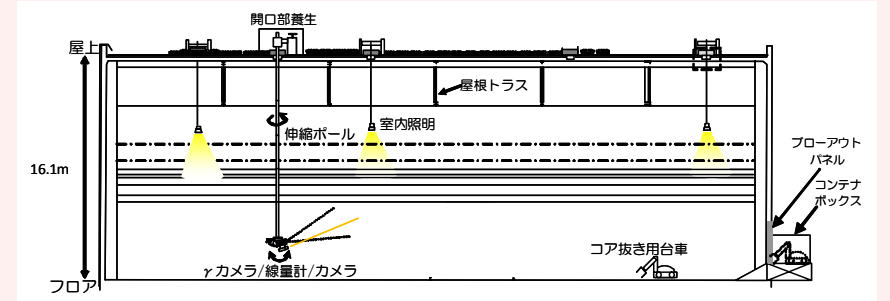 開口部養生
屋上
屋根トラス
伸縮ポール
室内照明
ブローアウト
パネル
16.1m
コンテナ
ボックス
コア抜き用台車
γカメラ/線量計/カメラ
フロア